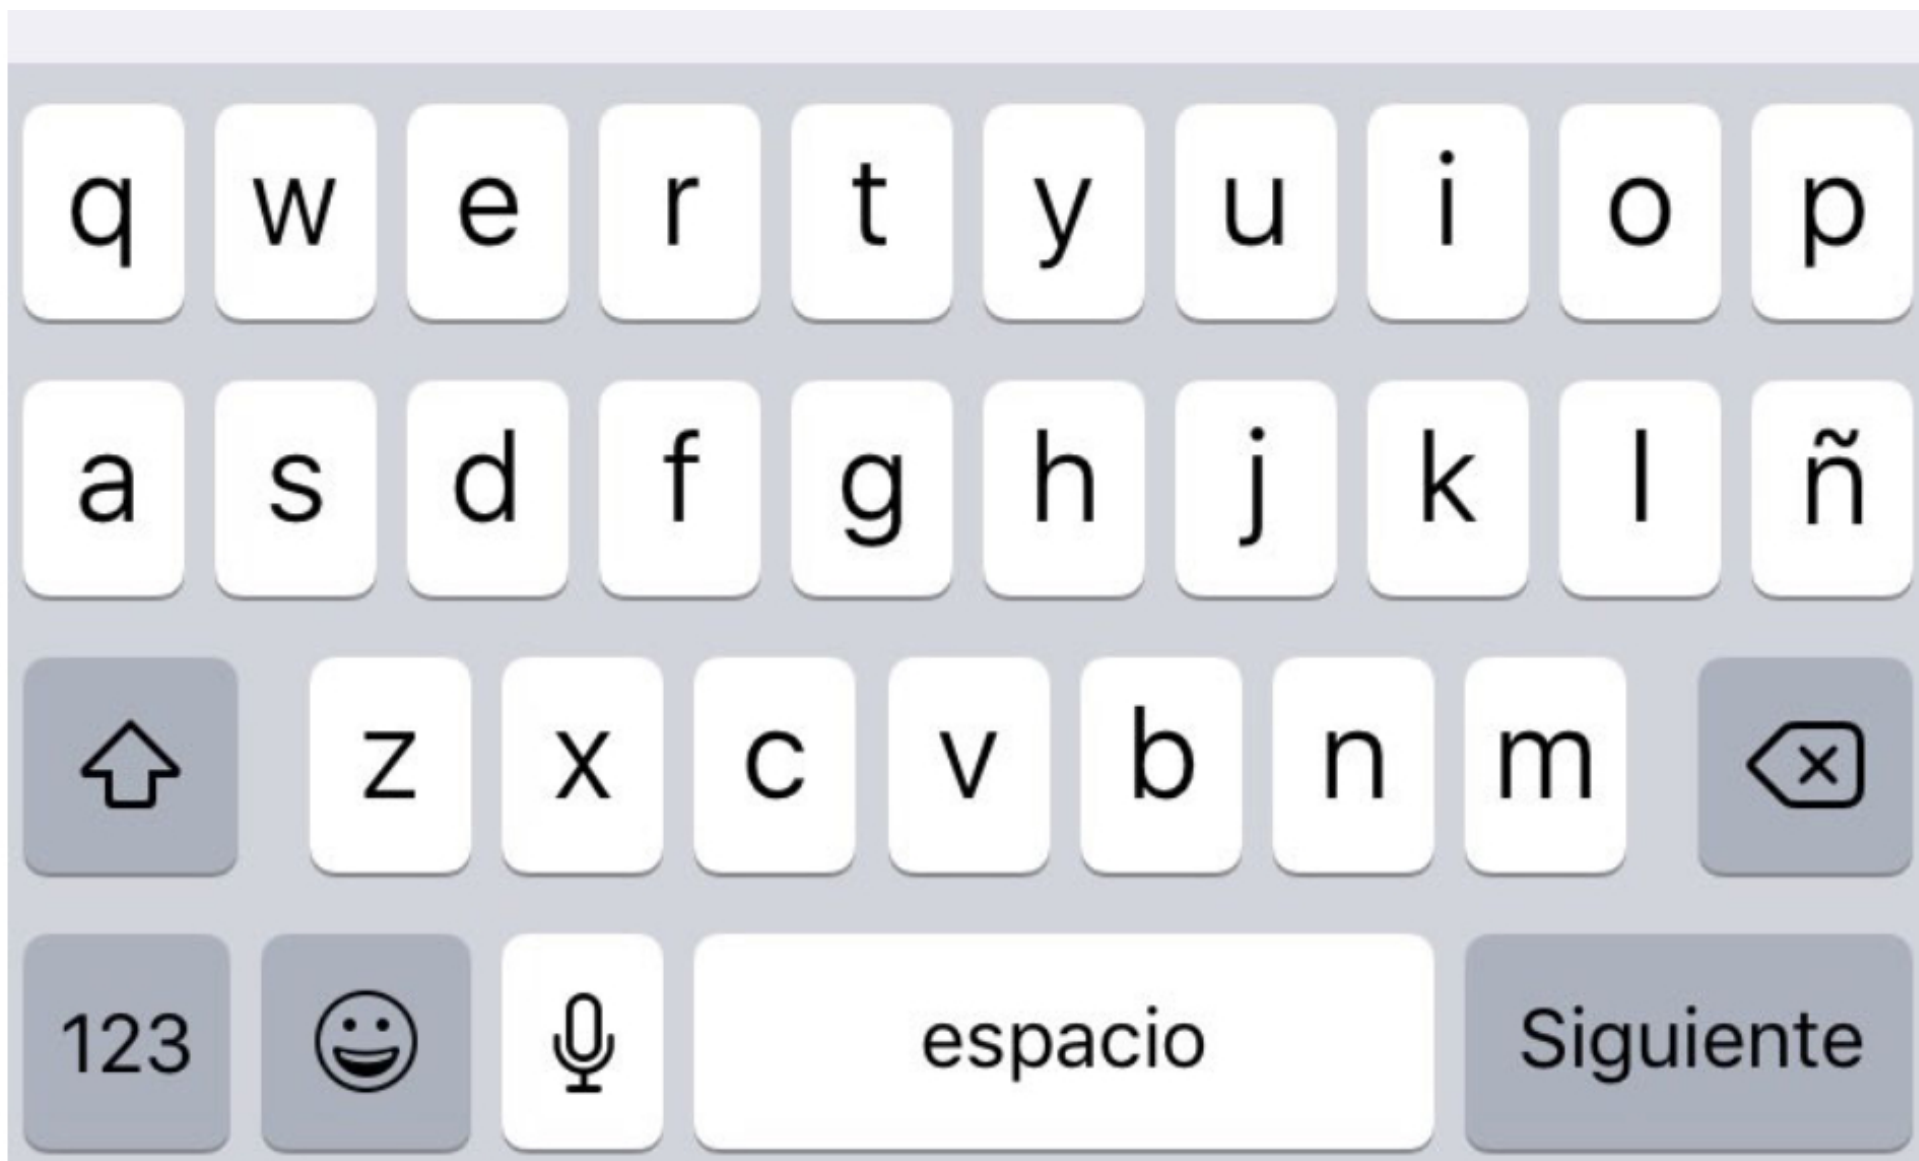 q w e r t y u i o p
a s d f g h j k l ñ
z x c v b n m
123 espacio Siguiente